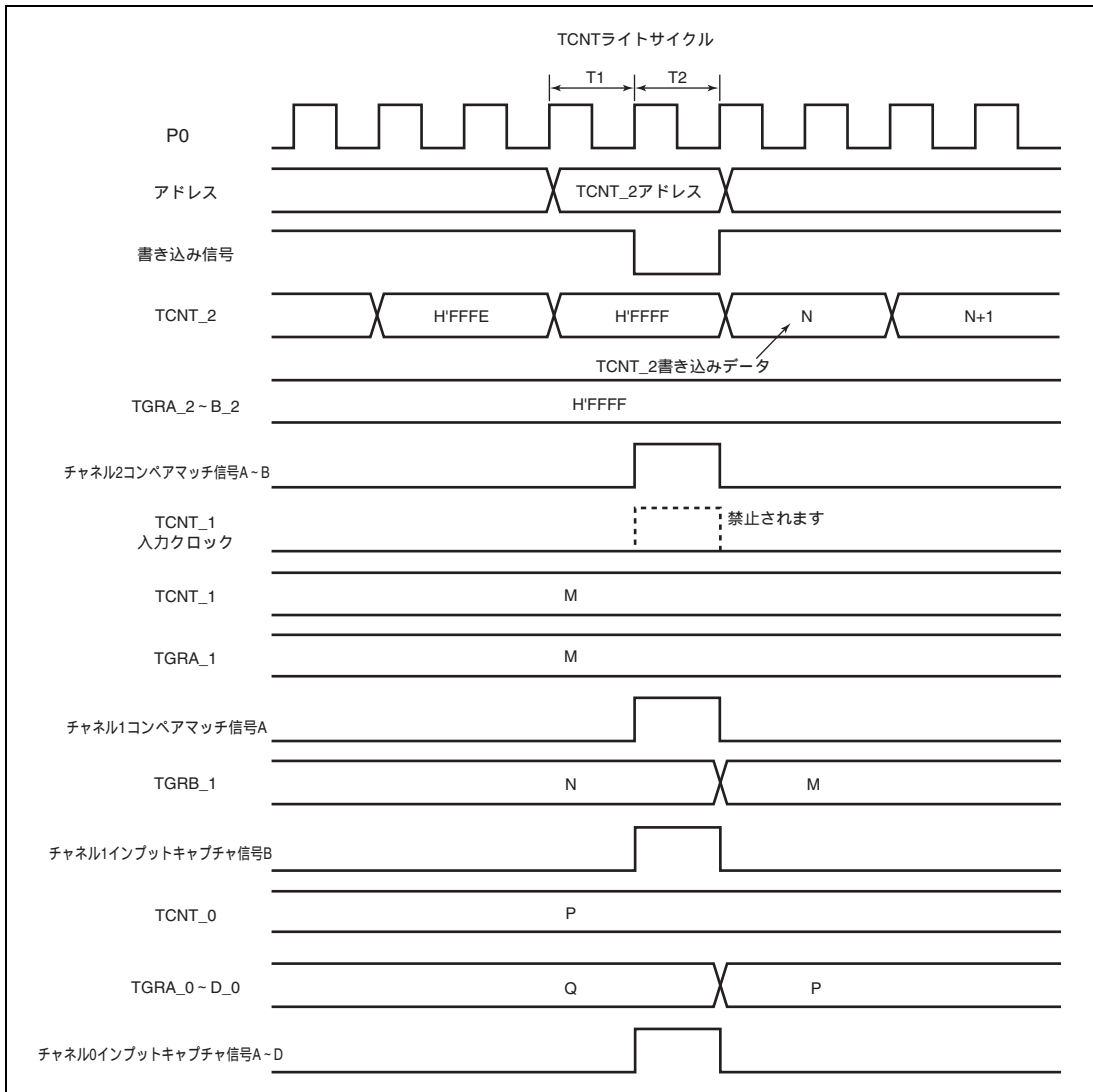 TCNTライトサイクル
T1 T2
P0
アドレス TCNT_2アドレス
書き込み信号
TCNT_2 H'FFFE H'FFFF N N+1
TCNT_2書き込みデータ
TGRA_2~B_2 H'FFFF
チャネル2コンペアマッチ信号A~B
TCNT_1
入力クロック 禁止されます
TCNT_1 M
TGRA_1 M
チャネル1コンペアマッチ信号A
TGRB_1 N M
チャネル1インプットキャプチャ信号B
TCNT_0 P
TGRA_0~D_0 Q P
チャネル0インプットキャプチャ信号A~D